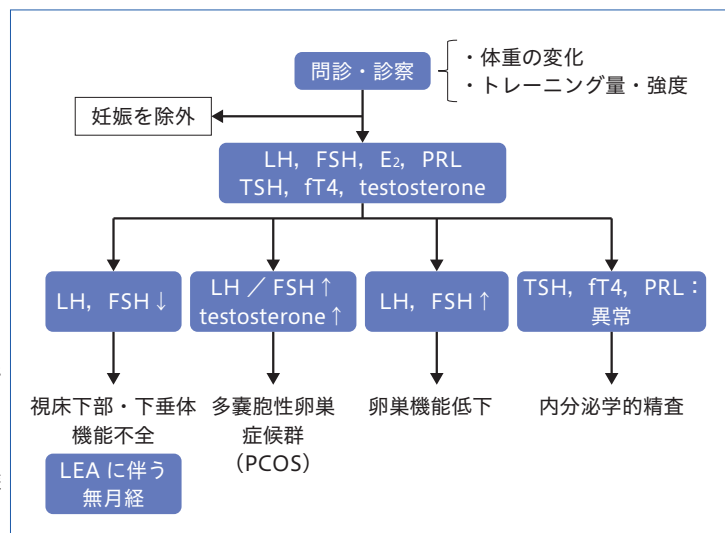 問診・診察
・体重の変化
・トレーニング量・強度
妊娠を除外
LH, FSH, E₂, PRL
TSH, fT4, testosterone
LH, FSH↓
LH ／ FSH↑
testosterone↑
LH, FSH↑
TSH, fT4, PRL：
異常
視床下部・下垂体
機能不全
LEA に伴う
無月経
多嚢胞性卵巣
症候群
（PCOS）
卵巣機能低下
内分泌学的精査